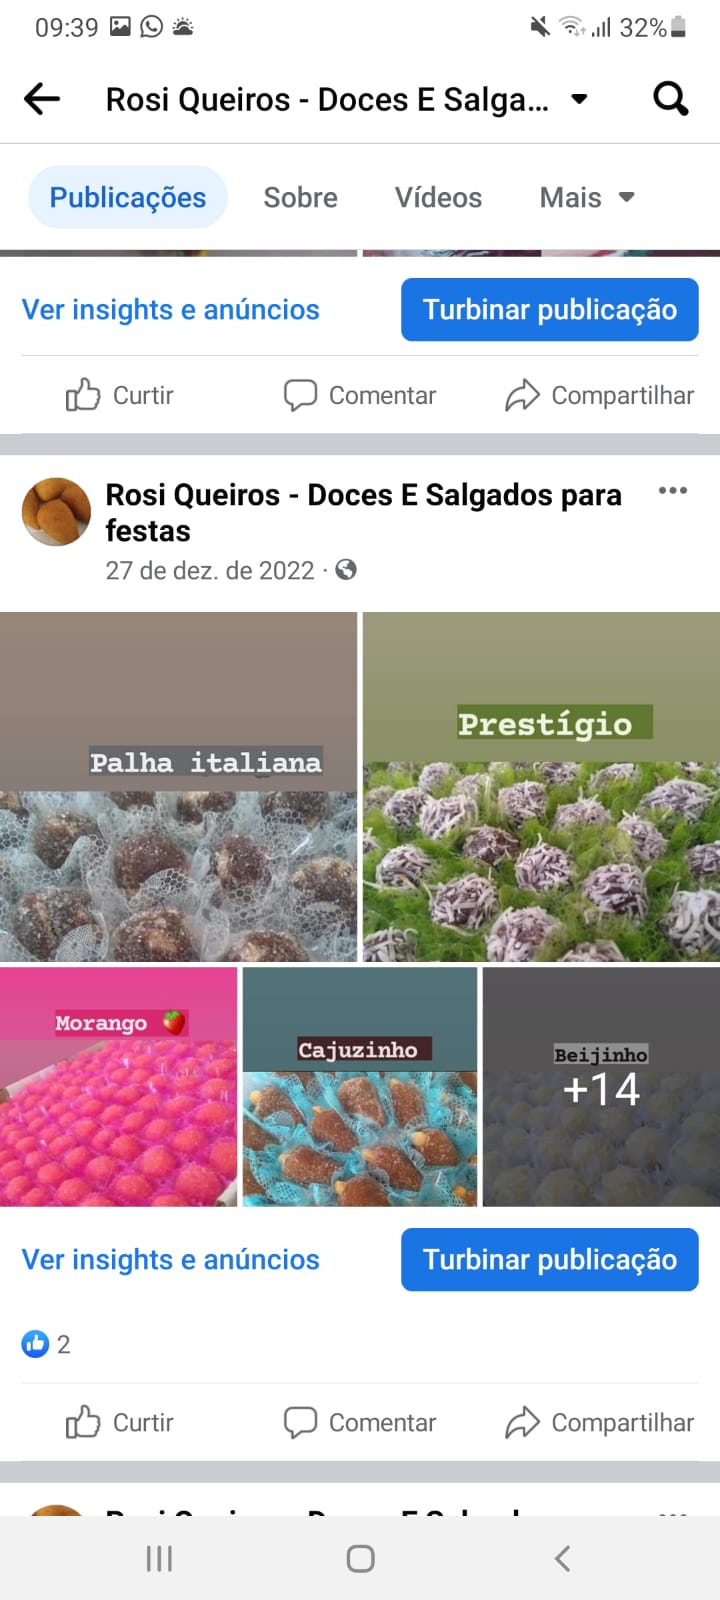 09:39
32%
Rosi Queiros - Doces E Salga...
Publicações Sobre Vídeos Mais
Ver insights e anúncios
Turbinar publicação
Curtir Comentar Compartilhar
Rosi Queiros - Doces E Salgados para
festas
27 de dez. de 2022 ·
Palha italiana
Prestígio
Morango 🍓
Cajuzinho
Beijinho
+14
Ver insights e anúncios
Turbinar publicação
2
Curtir Comentar Compartilhar